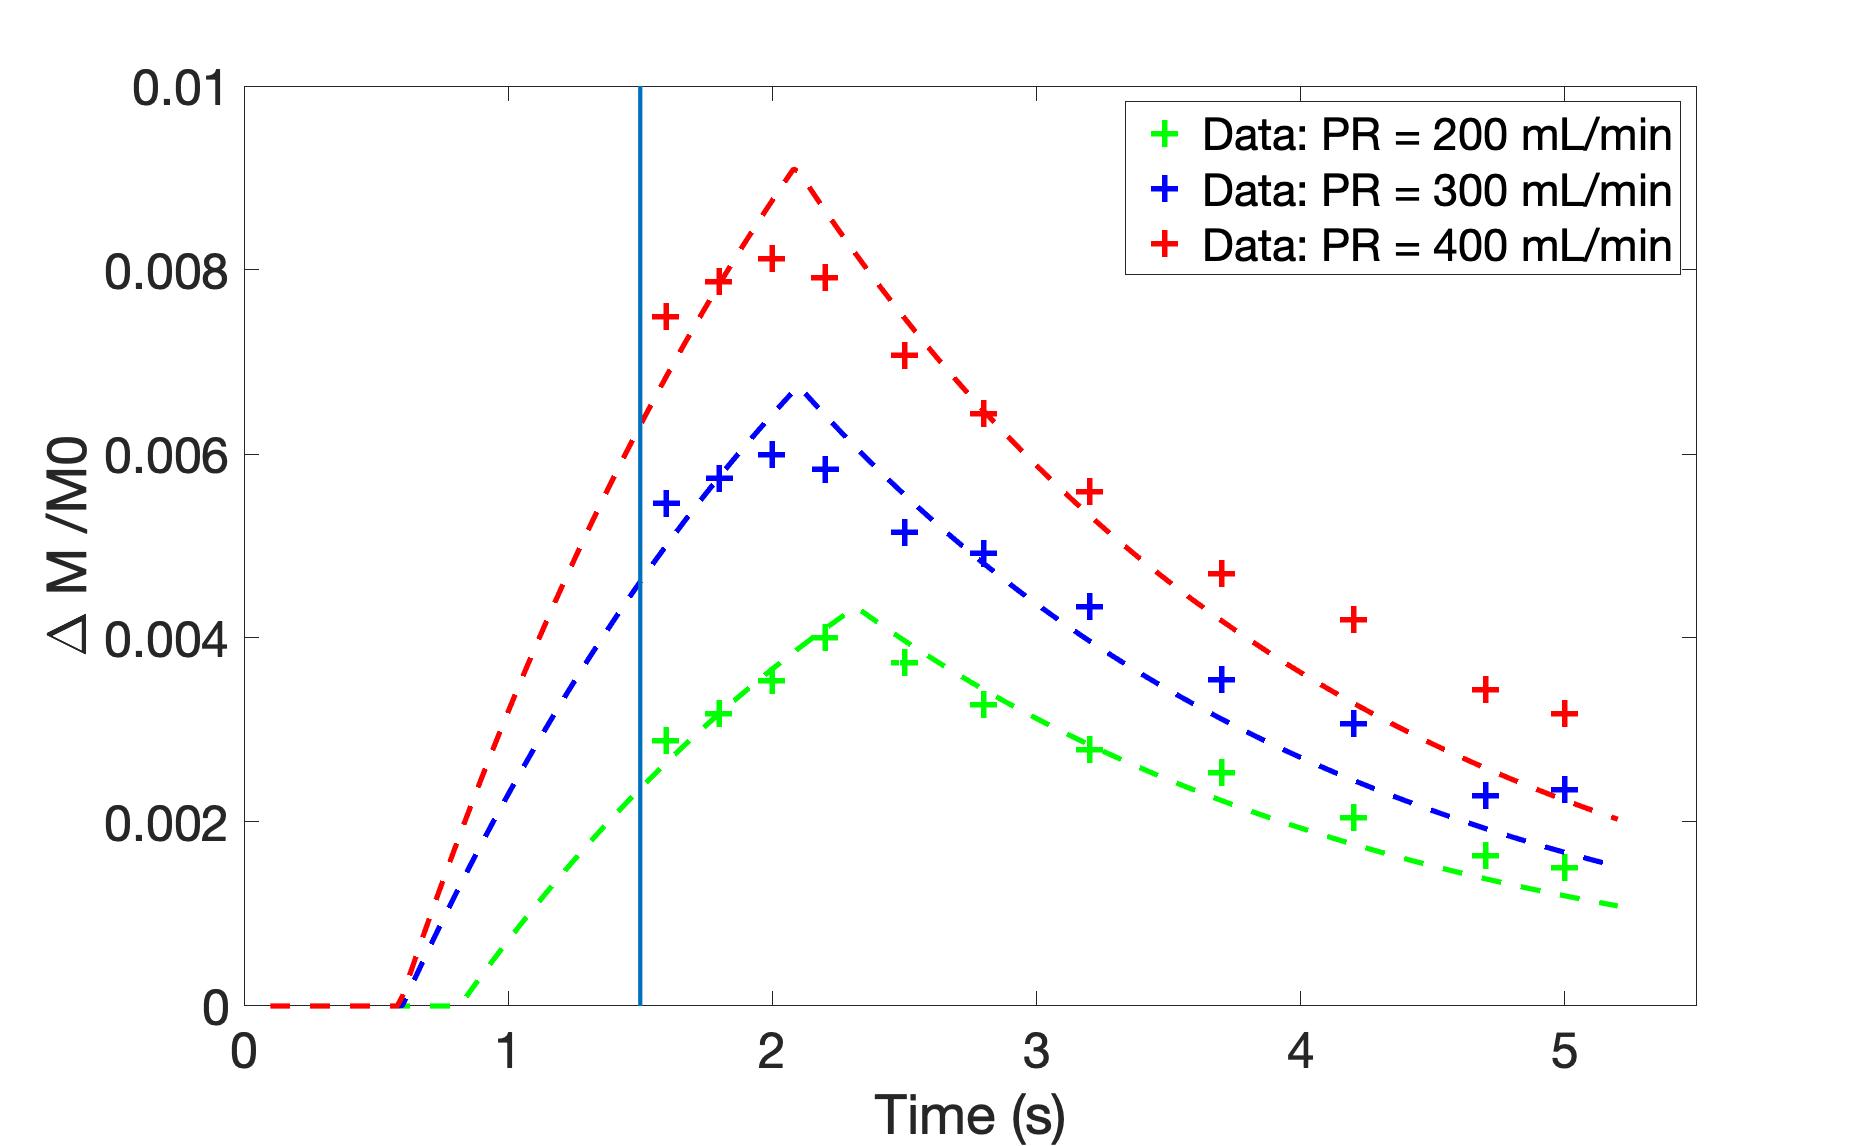 0.01
0.008
0.006
0.004
0.002
0
Δ M /M0
0 1 2 3 4 5
Time (s)
Data: PR = 200 mL/min
Data: PR = 300 mL/min
Data: PR = 400 mL/min